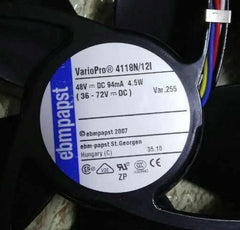 VarioPro® 4118N/12I
48V ⎓ DC 94mA 4.5W
(36-72V ⎓ DC) Var.255
ebmpapst
©ebmpapst 2007
ebm-papst St.Georgen
Hungary (C) 35.10
ZP